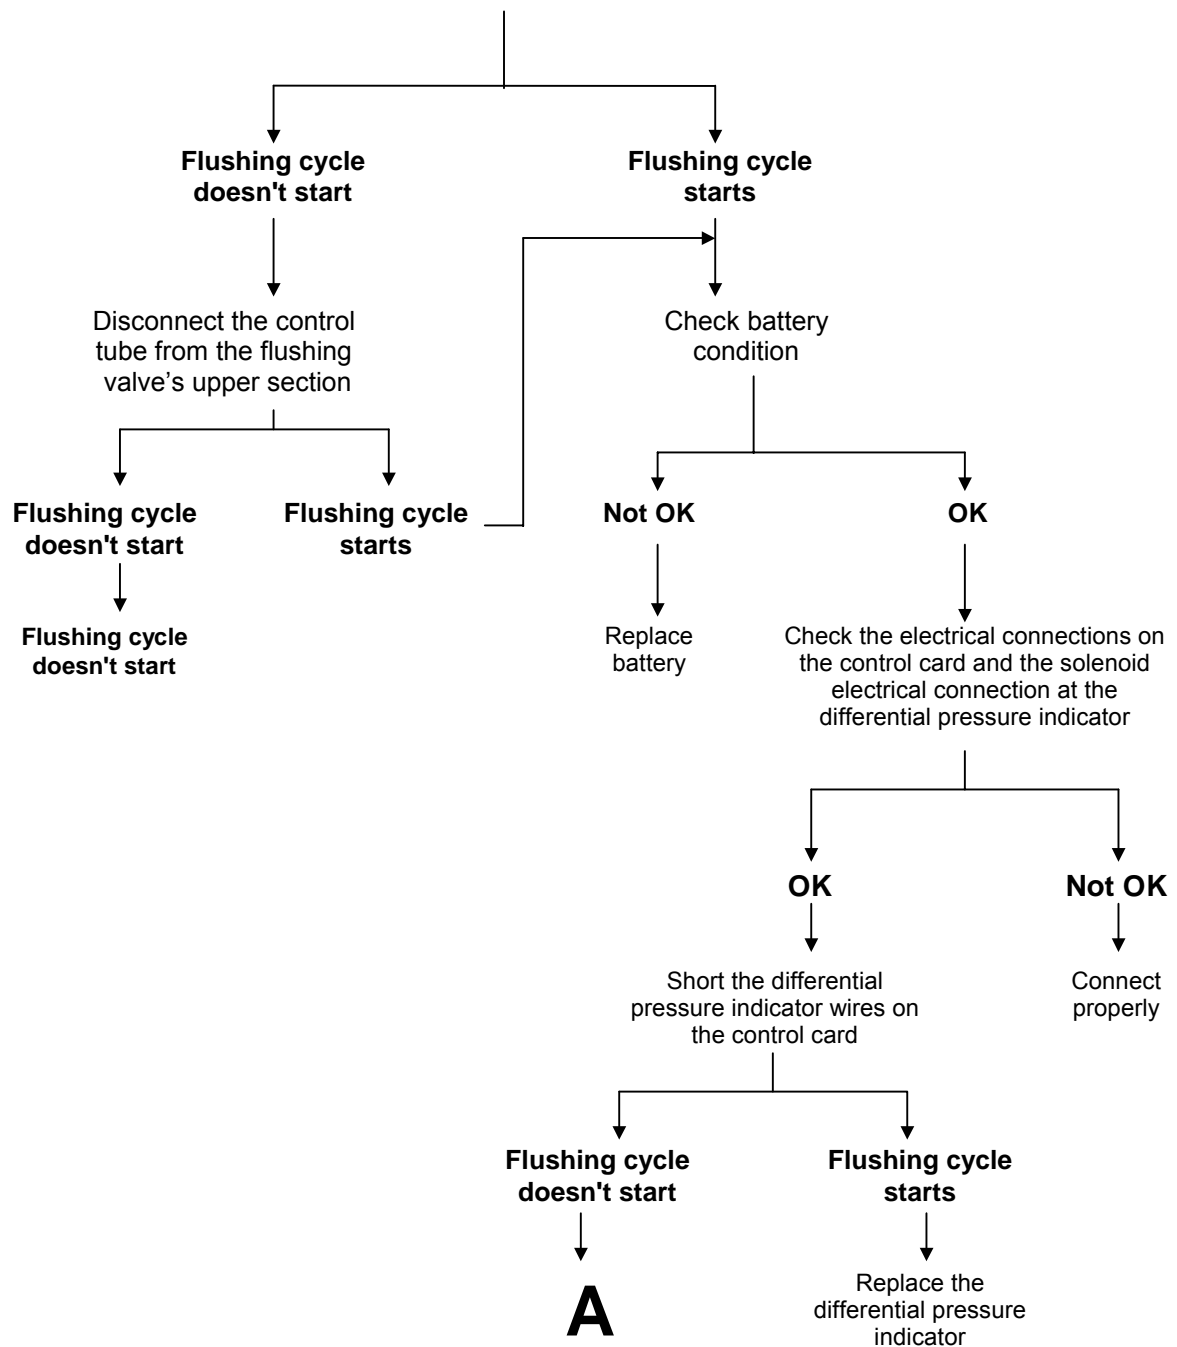 Flushing cycle
doesn't start
Flushing cycle
starts
Disconnect the control
tube from the flushing
valve’s upper section
Check battery
condition
Flushing cycle
doesn't start
Flushing cycle
starts
Not OK
OK
Flushing cycle
doesn't start
Replace
battery
Check the electrical connections on
the control card and the solenoid
electrical connection at the
differential pressure indicator
OK
Not OK
Short the differential
pressure indicator wires on
the control card
Connect
properly
Flushing cycle
doesn't start
Flushing cycle
starts
A
Replace the
differential pressure
indicator